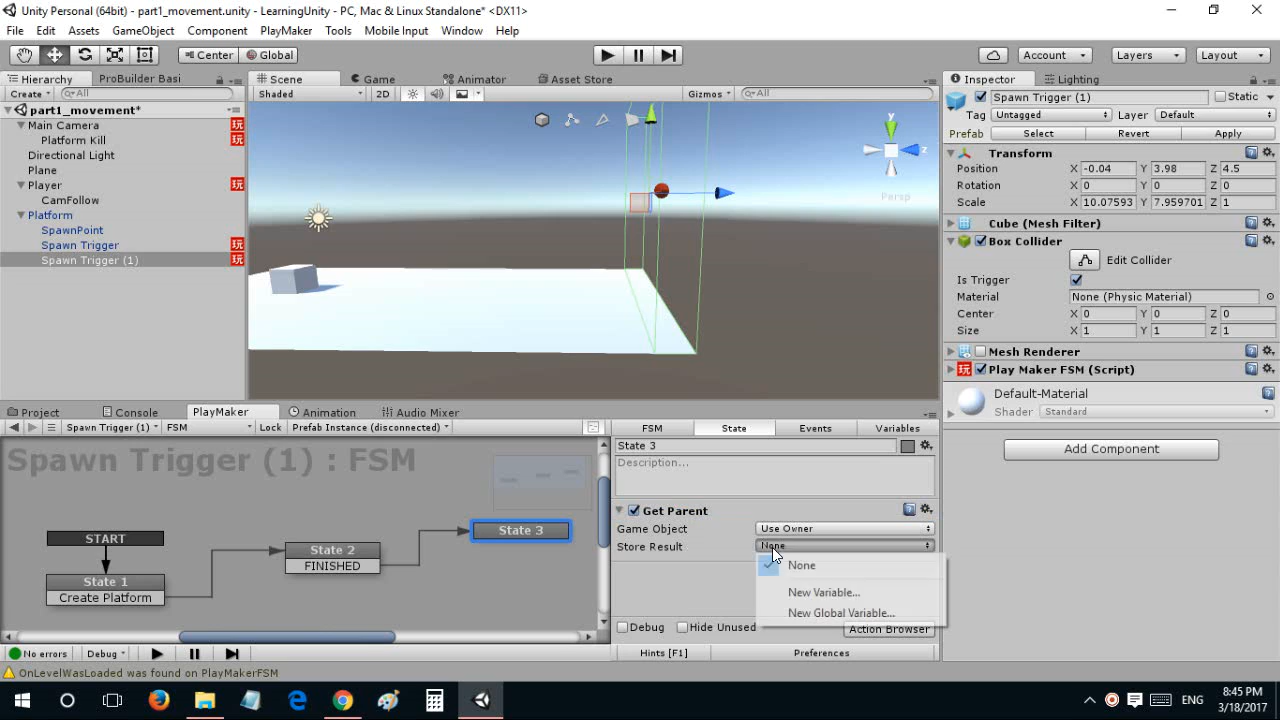 Unity Personal (64bit) - part1_movement.unity - LearningUnity - PC, Mac & Linux Standalone* <DX11>
File Edit Assets GameObject Component PlayMaker Tools Mobile Input Window Help
Center Global Account Layers Layout
Hierarchy ProBuilder Basi Scene Game Animator Asset Store Inspector Lighting
Create All Shaded 2D Gizmos All Spawn Trigger (1) Static
part1_movement* Tag Untagged Layer Default
Main Camera Prefab Select Revert Apply
Platform Kill
Directional Light
Plane
Player
CamFollow
Platform
SpawnPoint
Spawn Trigger
Spawn Trigger (1)
y
z
Persp
Transform
Position X -0.04 Y 3.98 Z 4.5
Rotation X 0 Y 0 Z 0
Scale X 10.07593 Y 7.959701 Z 1
Cube (Mesh Filter)
Box Collider
Edit Collider
Is Trigger
Material None (Physic Material)
Center X 0 Y 0 Z 0
Size X 1 Y 1 Z 1
Mesh Renderer
玩 Play Maker FSM (Script)
Default-Material
Shader Standard
Add Component
Project Console PlayMaker Animation Audio Mixer
Spawn Trigger (1) FSM Lock Prefab Instance (disconnected) FSM State Events Variables
Spawn Trigger (1) : FSM
START
State 1
Create Platform
State 2
FINISHED
State 3
State 3
Description...
Get Parent
Game Object Use Owner
Store Result None
None
New Variable...
New Global Variable...
Debug Hide Unused Action Browser
No errors Debug Hints [F1] Preferences
OnLevelWasLoaded was found on PlayMakerFSM
ENG 8:45 PM
3/18/2017